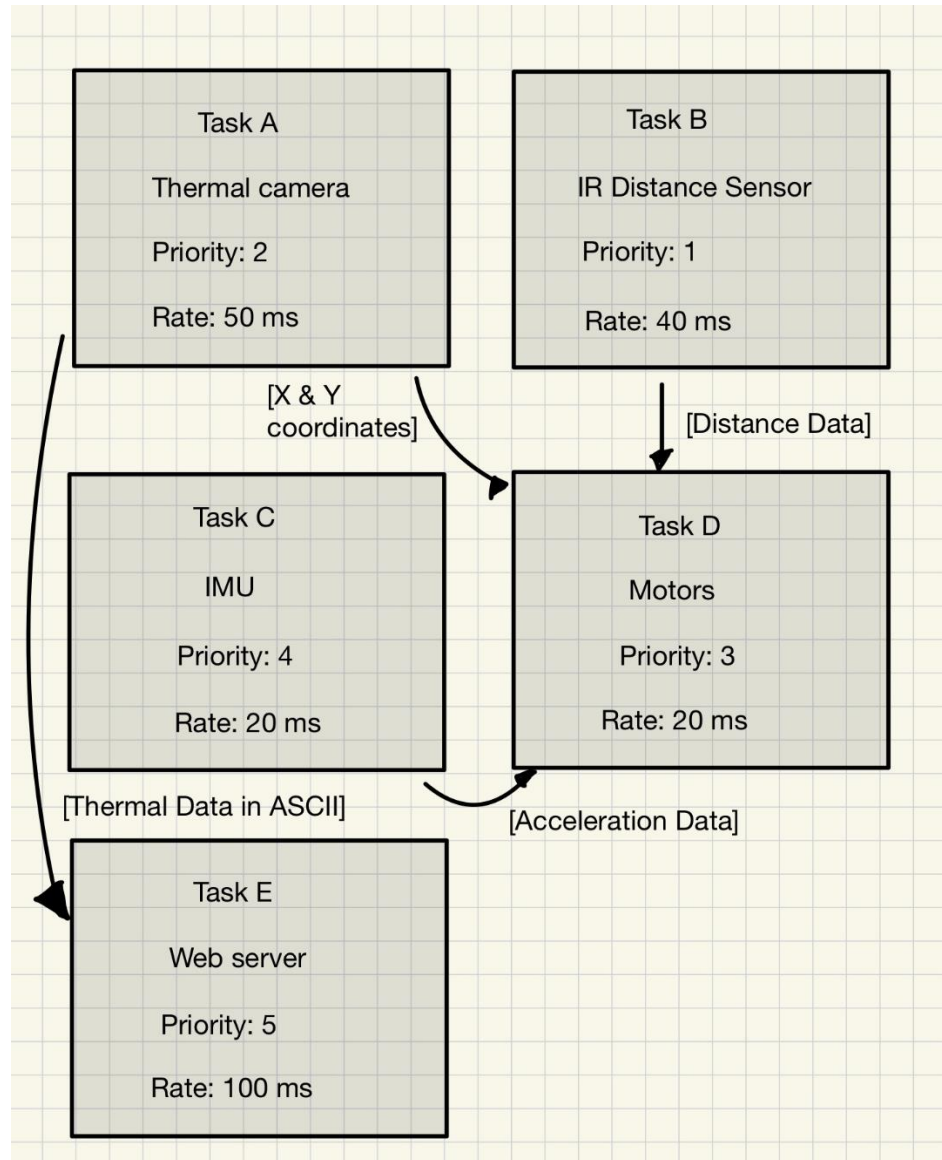 Task A
Thermal camera
Priority: 2
Rate: 50 ms
Task B
IR Distance Sensor
Priority: 1
Rate: 40 ms
[X & Y
coordinates]
[Distance Data]
Task C
IMU
Priority: 4
Rate: 20 ms
Task D
Motors
Priority: 3
Rate: 20 ms
[Thermal Data in ASCII]
[Acceleration Data]
Task E
Web server
Priority: 5
Rate: 100 ms